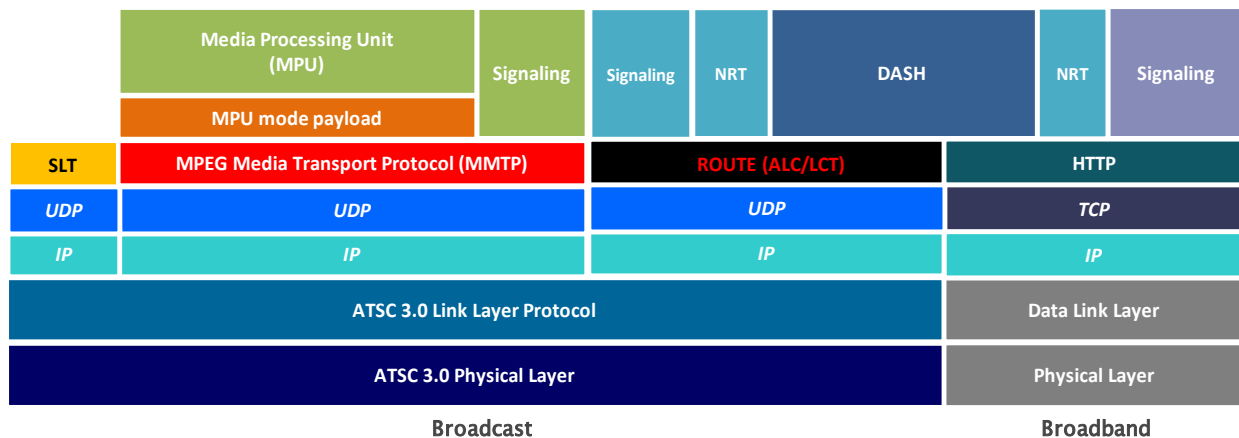 Media Processing Unit
(MPU)
Signaling
Signaling
NRT
DASH
NRT
Signaling
MPU mode payload
SLT
MPEG Media Transport Protocol (MMTP)
ROUTE (ALC/LCT)
HTTP
UDP
UDP
UDP
TCP
IP
IP
IP
IP
ATSC 3.0 Link Layer Protocol
Data Link Layer
ATSC 3.0 Physical Layer
Physical Layer
Broadcast
Broadband